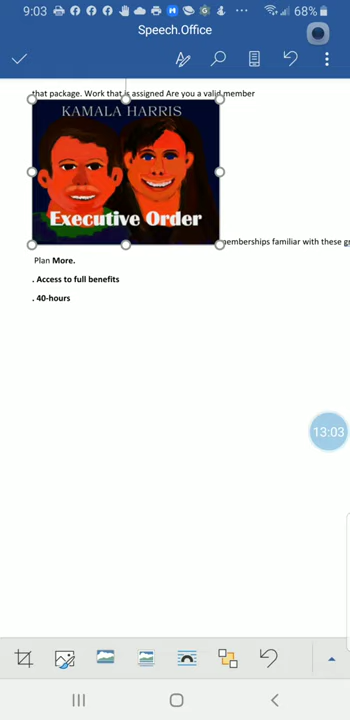 9:03
68%
Speech.Office
that package. Work that is assigned Are you a valid member
KAMALA HARRIS
Executive Order
memberships familiar with these
Plan More.
. Access to full benefits
. 40-hours
13:03